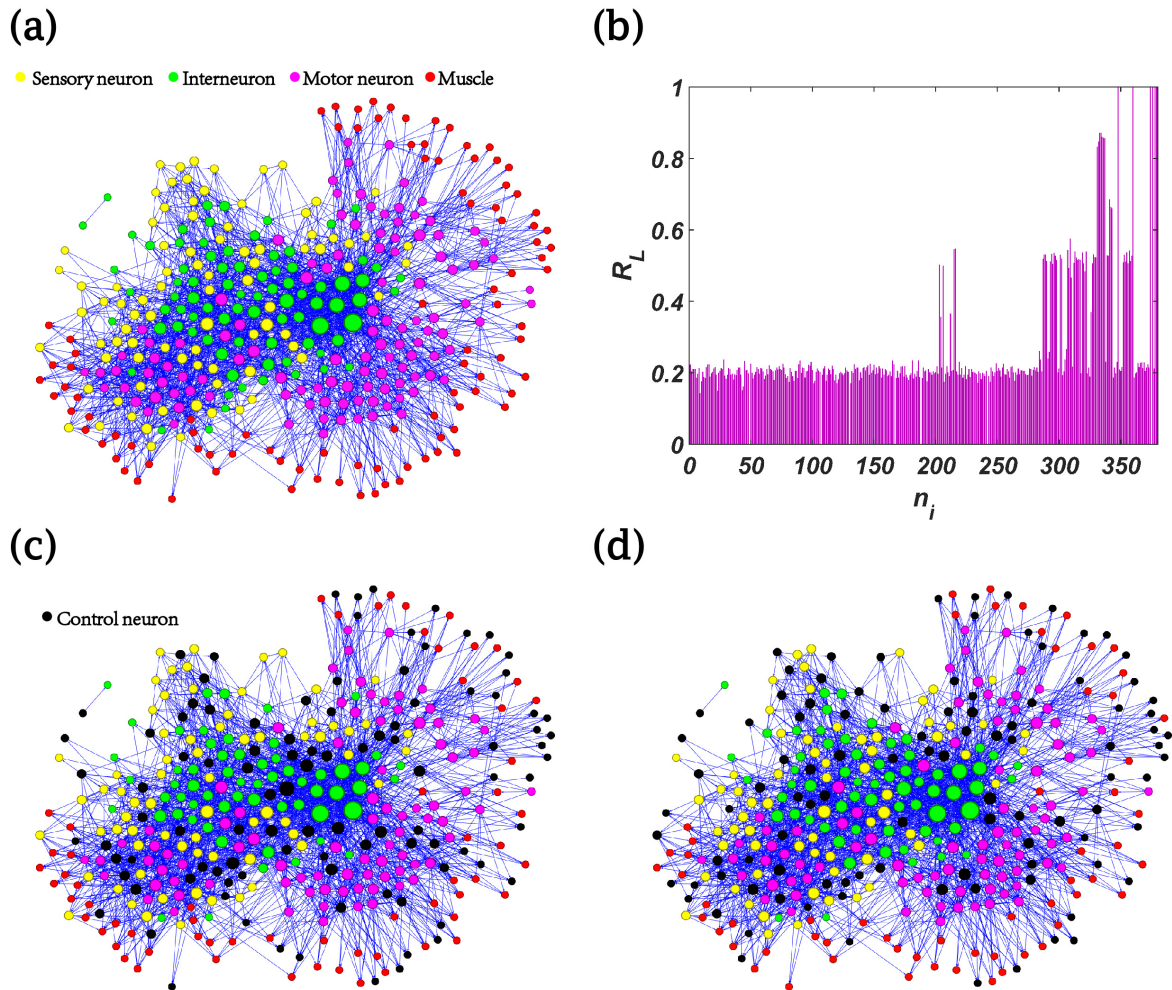 (a)
Sensory neuron Interneuron Motor neuron Muscle
(b)
1
0.8
0.6
0.4
0.2
0
R_L
0 50 100 150 200 250 300 350
n_i
(c)
Control neuron
(d)